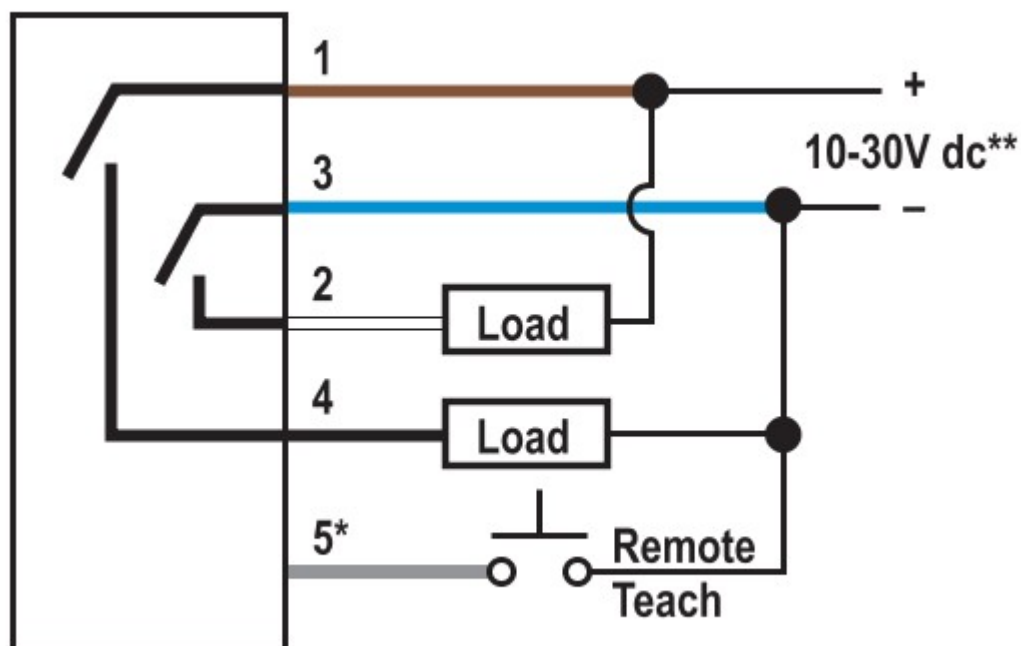 1
+
10-30V dc**
3
–
2
Load
4
Load
5*
Remote
Teach